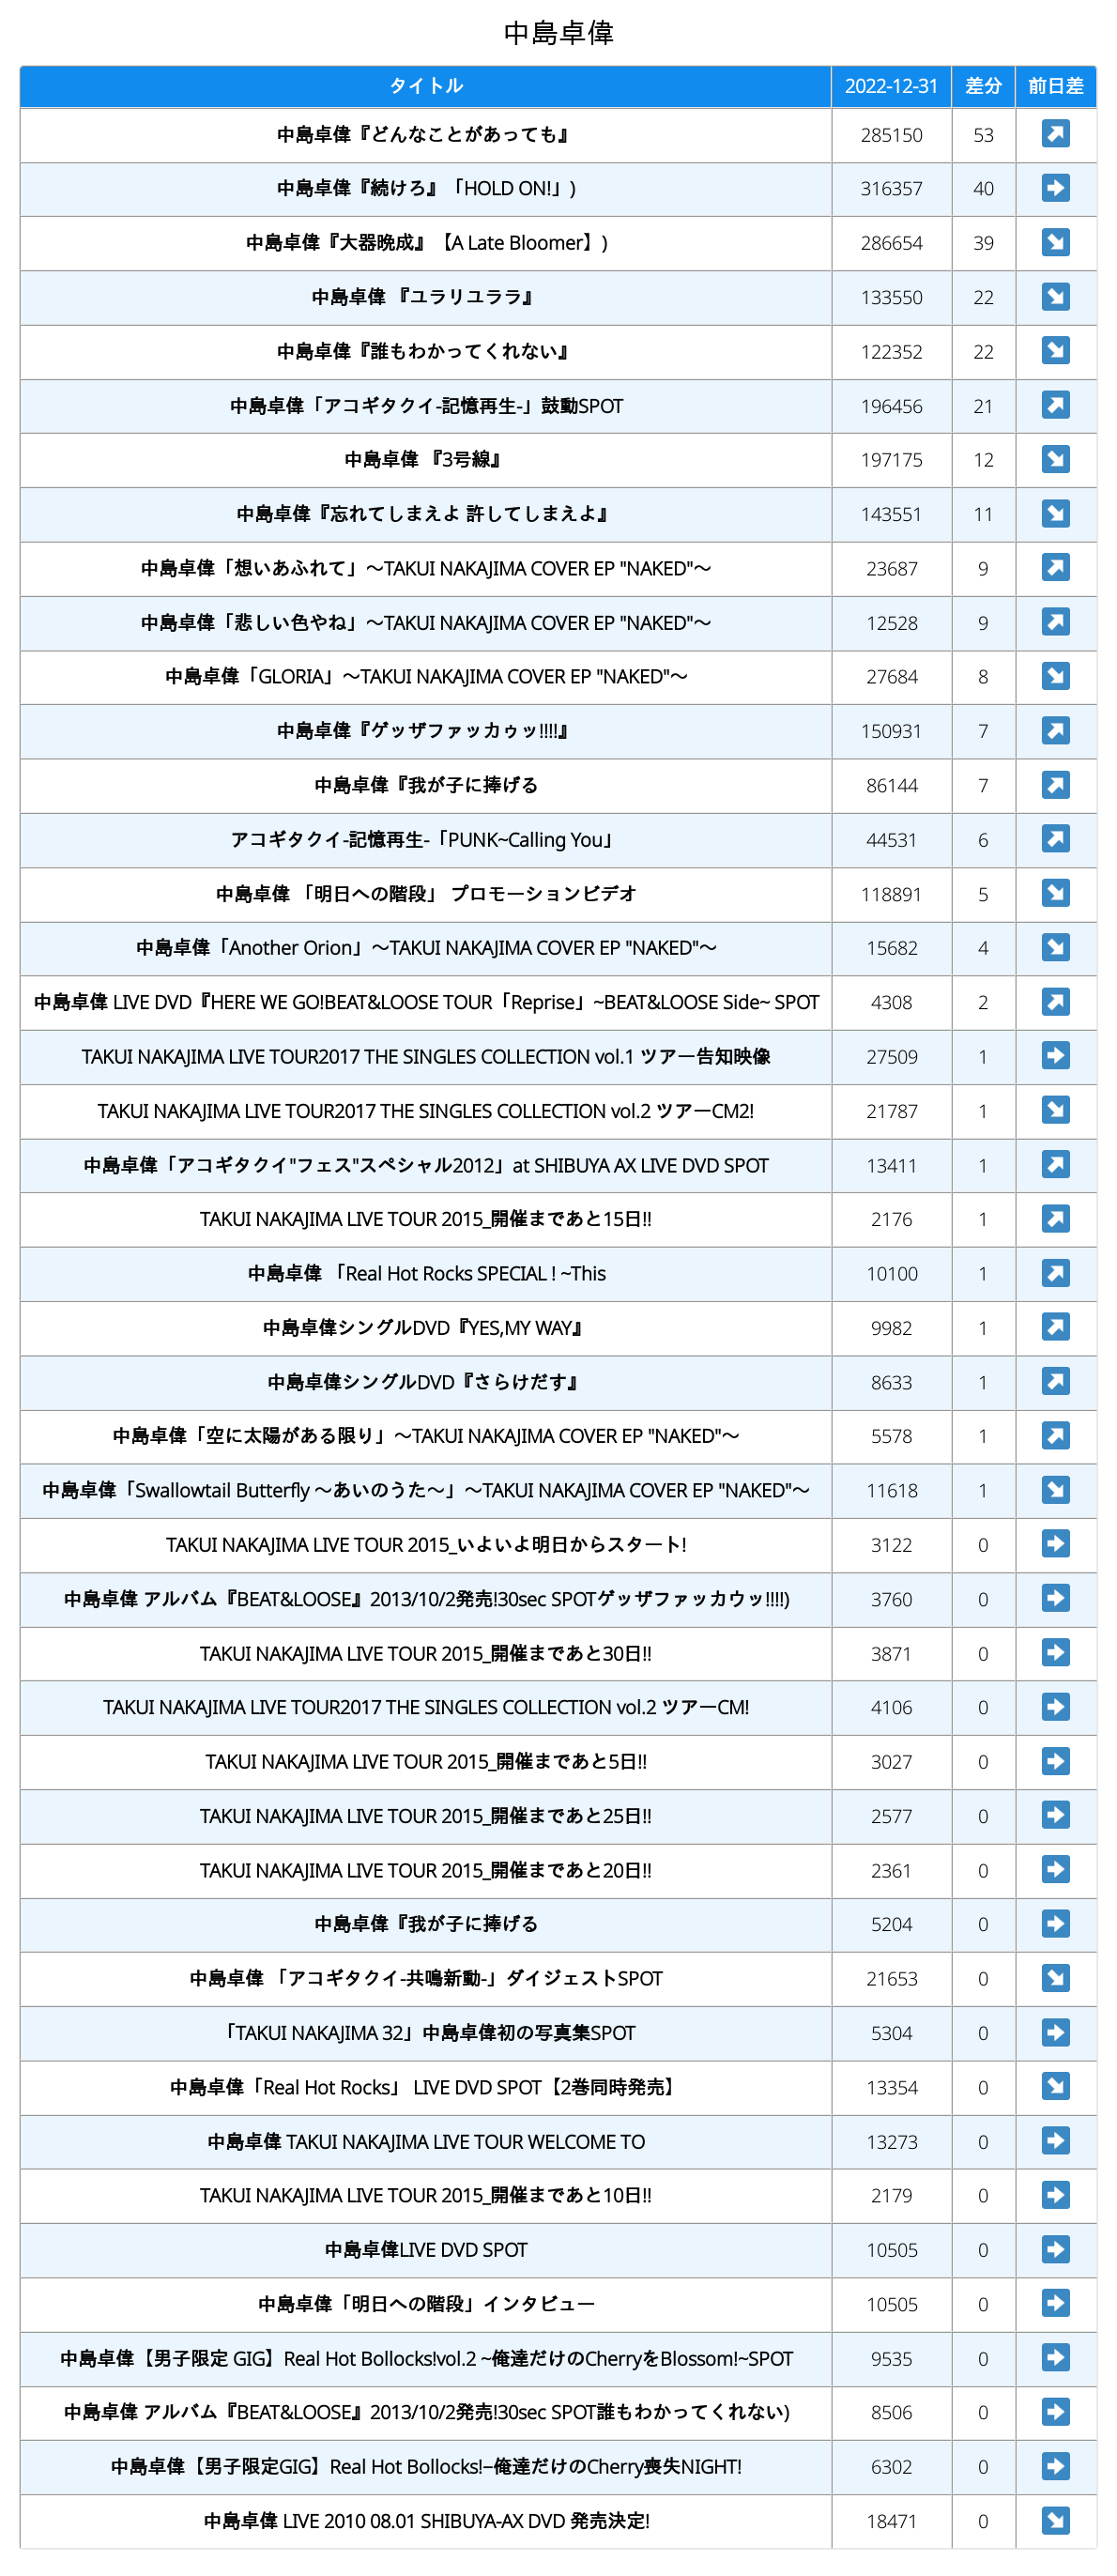 中島卓偉
タイトル 2022-12-31 差分 前日差
中島卓偉『どんなことがあっても』 285150 53 ↗
中島卓偉『続けろ』「HOLD ON!」) 316357 40 ➡
中島卓偉『大器晩成』【A Late Bloomer】) 286654 39 ↘
中島卓偉 『ユラリユララ』 133550 22 ↘
中島卓偉『誰もわかってくれない』 122352 22 ↘
中島卓偉「アコギタクイ-記憶再生-」鼓動SPOT 196456 21 ↗
中島卓偉 『3号線』 197175 12 ↘
中島卓偉『忘れてしまえよ 許してしまえよ』 143551 11 ↘
中島卓偉「想いあふれて」〜TAKUI NAKAJIMA COVER EP "NAKED"〜 23687 9 ↗
中島卓偉「悲しい色やね」〜TAKUI NAKAJIMA COVER EP "NAKED"〜 12528 9 ↗
中島卓偉「GLORIA」〜TAKUI NAKAJIMA COVER EP "NAKED"〜 27684 8 ↘
中島卓偉『ゲッザファッカゥッ!!!!』 150931 7 ↗
中島卓偉『我が子に捧げる 86144 7 ↗
アコギタクイ-記憶再生-「PUNK~Calling You」 44531 6 ↗
中島卓偉 「明日への階段」 プロモーションビデオ 118891 5 ↘
中島卓偉「Another Orion」〜TAKUI NAKAJIMA COVER EP "NAKED"〜 15682 4 ↘
中島卓偉 LIVE DVD『HERE WE GO!BEAT&LOOSE TOUR「Reprise」~BEAT&LOOSE Side~ SPOT 4308 2 ↗
TAKUI NAKAJIMA LIVE TOUR2017 THE SINGLES COLLECTION vol.1 ツアー告知映像 27509 1 ➡
TAKUI NAKAJIMA LIVE TOUR2017 THE SINGLES COLLECTION vol.2 ツアーCM2! 21787 1 ↘
中島卓偉「アコギタクイ"フェス"スペシャル2012」at SHIBUYA AX LIVE DVD SPOT 13411 1 ↗
TAKUI NAKAJIMA LIVE TOUR 2015_開催まであと15日!! 2176 1 ↗
中島卓偉 「Real Hot Rocks SPECIAL ! ~This 10100 1 ↗
中島卓偉シングルDVD『YES,MY WAY』 9982 1 ↗
中島卓偉シングルDVD『さらけだす』 8633 1 ↗
中島卓偉「空に太陽がある限り」〜TAKUI NAKAJIMA COVER EP "NAKED"〜 5578 1 ↗
中島卓偉「Swallowtail Butterfly 〜あいのうた〜」〜TAKUI NAKAJIMA COVER EP "NAKED"〜 11618 1 ↘
TAKUI NAKAJIMA LIVE TOUR 2015_いよいよ明日からスタート! 3122 0 ➡
中島卓偉 アルバム『BEAT&LOOSE』2013/10/2発売!30sec SPOTゲッザファッカウッ!!!!) 3760 0 ➡
TAKUI NAKAJIMA LIVE TOUR 2015_開催まであと30日!! 3871 0 ➡
TAKUI NAKAJIMA LIVE TOUR2017 THE SINGLES COLLECTION vol.2 ツアーCM! 4106 0 ➡
TAKUI NAKAJIMA LIVE TOUR 2015_開催まであと5日!! 3027 0 ➡
TAKUI NAKAJIMA LIVE TOUR 2015_開催まであと25日!! 2577 0 ➡
TAKUI NAKAJIMA LIVE TOUR 2015_開催まであと20日!! 2361 0 ➡
中島卓偉『我が子に捧げる 5204 0 ➡
中島卓偉 「アコギタクイ-共鳴新動-」ダイジェストSPOT 21653 0 ↘
「TAKUI NAKAJIMA 32」中島卓偉初の写真集SPOT 5304 0 ➡
中島卓偉「Real Hot Rocks」 LIVE DVD SPOT【2巻同時発売】 13354 0 ↘
中島卓偉 TAKUI NAKAJIMA LIVE TOUR WELCOME TO 13273 0 ➡
TAKUI NAKAJIMA LIVE TOUR 2015_開催まであと10日!! 2179 0 ➡
中島卓偉LIVE DVD SPOT 10505 0 ➡
中島卓偉「明日への階段」インタビュー 10505 0 ➡
中島卓偉【男子限定 GIG】Real Hot Bollocks!vol.2 ~俺達だけのCherryをBlossom!~SPOT 9535 0 ➡
中島卓偉 アルバム『BEAT&LOOSE』2013/10/2発売!30sec SPOT誰もわかってくれない) 8506 0 ➡
中島卓偉【男子限定GIG】Real Hot Bollocks!−俺達だけのCherry喪失NIGHT! 6302 0 ➡
中島卓偉 LIVE 2010 08.01 SHIBUYA-AX DVD 発売決定! 18471 0 ↘